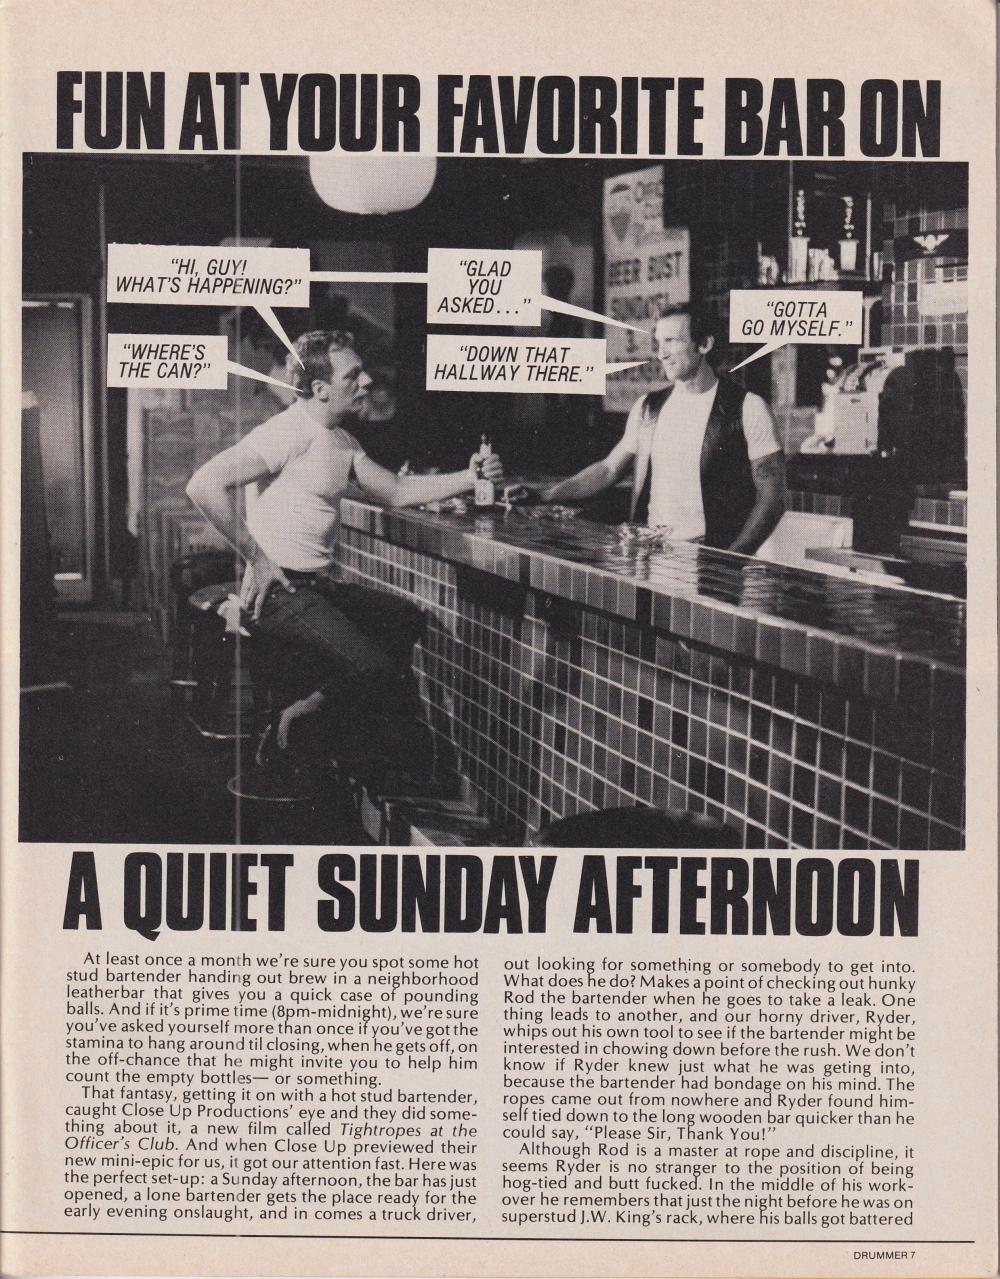 FUN AT YOUR FAVORITE BAR ON
"HI, GUY!
WHAT'S HAPPENING?"
"GLAD
YOU
ASKED..."
"GOTTA
GO MYSELF."
"WHERE'S
THE CAN?"
"DOWN THAT
HALLWAY THERE."
BEER BUST
SUNDAYS!
A QUIET SUNDAY AFTERNOON
At least once a month we're sure you spot some hot
stud bartender handing out brew in a neighborhood
leatherbar that gives you a quick case of pounding
balls. And if it's prime time (8pm-midnight), we're sure
you've asked yourself more than once if you've got the
stamina to hang around til closing, when he gets off, on
the off-chance that he might invite you to help him
count the empty bottles— or something.
That fantasy, getting it on with a hot stud bartender,
caught Close Up Productions' eye and they did some-
thing about it, a new film called Tightropes at the
Officer's Club. And when Close Up previewed their
new mini-epic for us, it got our attention fast. Here was
the perfect set-up: a Sunday afternoon, the bar has just
opened, a lone bartender gets the place ready for the
early evening onslaught, and in comes a truck driver,
out looking for something or somebody to get into.
What does he do? Makes a point of checking out hunky
Rod the bartender when he goes to take a leak. One
thing leads to another, and our horny driver, Ryder,
whips out his own tool to see if the bartender might be
interested in chowing down before the rush. We don't
know if Ryder knew just what he was geting into,
because the bartender had bondage on his mind. The
ropes came out from nowhere and Ryder found him-
self tied down to the long wooden bar quicker than he
could say, "Please Sir, Thank You!"
Although Rod is a master at rope and discipline, it
seems Ryder is no stranger to the position of being
hog-tied and butt fucked. In the middle of his work-
over he remembers that just the night before he was on
superstud J.W. King's rack, where his balls got battered
DRUMMER 7